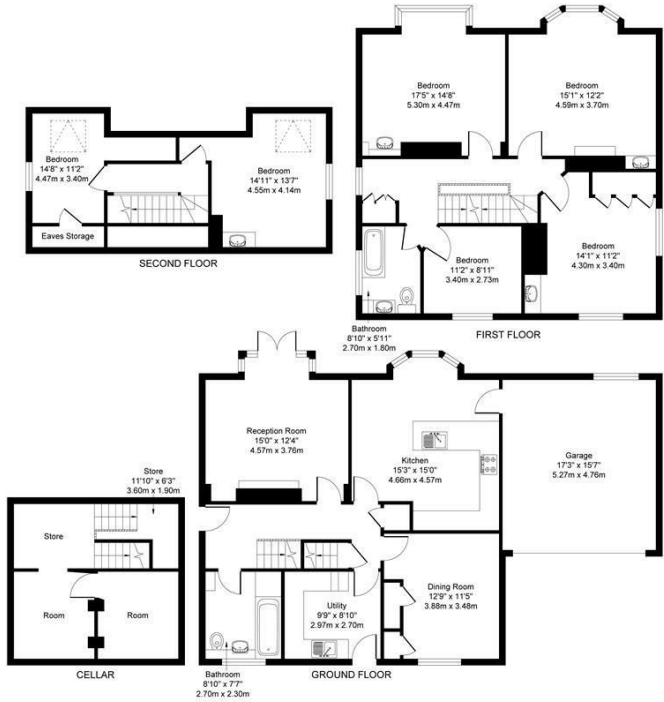 Bedroom
17'5" x 14'8"
5.30m x 4.47m
Bedroom
15'1" x 12'2"
4.59m x 3.70m
Bedroom
14'8" x 11'2"
4.47m x 3.40m
Bedroom
14'11" x 13'7"
4.55m x 4.14m
Eaves Storage
SECOND FLOOR
Bedroom
11'2" x 8'11"
3.40m x 2.73m
Bedroom
14'1" x 11'2"
4.30m x 3.40m
Bathroom
8'10" x 5'11"
2.70m x 1.80m
FIRST FLOOR
Reception Room
15'0" x 12'4"
4.57m x 3.76m
Kitchen
15'3" x 15'0"
4.66m x 4.57m
Garage
17'3" x 15'7"
5.27m x 4.76m
Store
11'10" x 6'3"
3.60m x 1.90m
Store
Room
Room
CELLAR
Utility
9'9" x 8'10"
2.97m x 2.70m
Dining Room
12'9" x 11'5"
3.88m x 3.48m
Bathroom
8'10" x 7'7"
2.70m x 2.30m
GROUND FLOOR